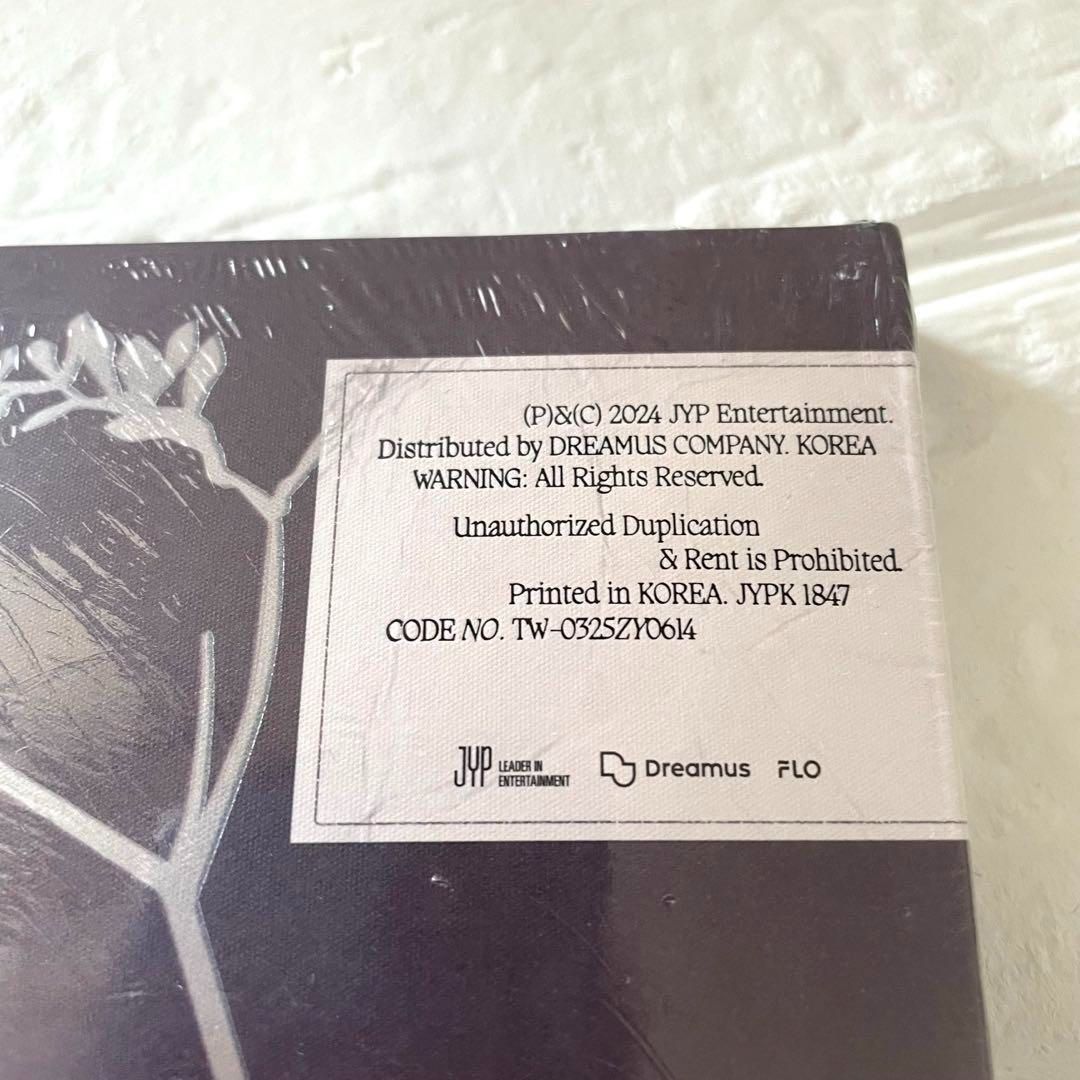 (P)&(C) 2024 JYP Entertainment.
Distributed by DREAMUS COMPANY. KOREA
WARNING: All Rights Reserved.
Unauthorized Duplication
& Rent is Prohibited.
Printed in KOREA. JYPK 1847
CODE NO. TW-0325ZY0614
JYP LEADER IN
ENTERTAINMENT
Dreamus
FLO